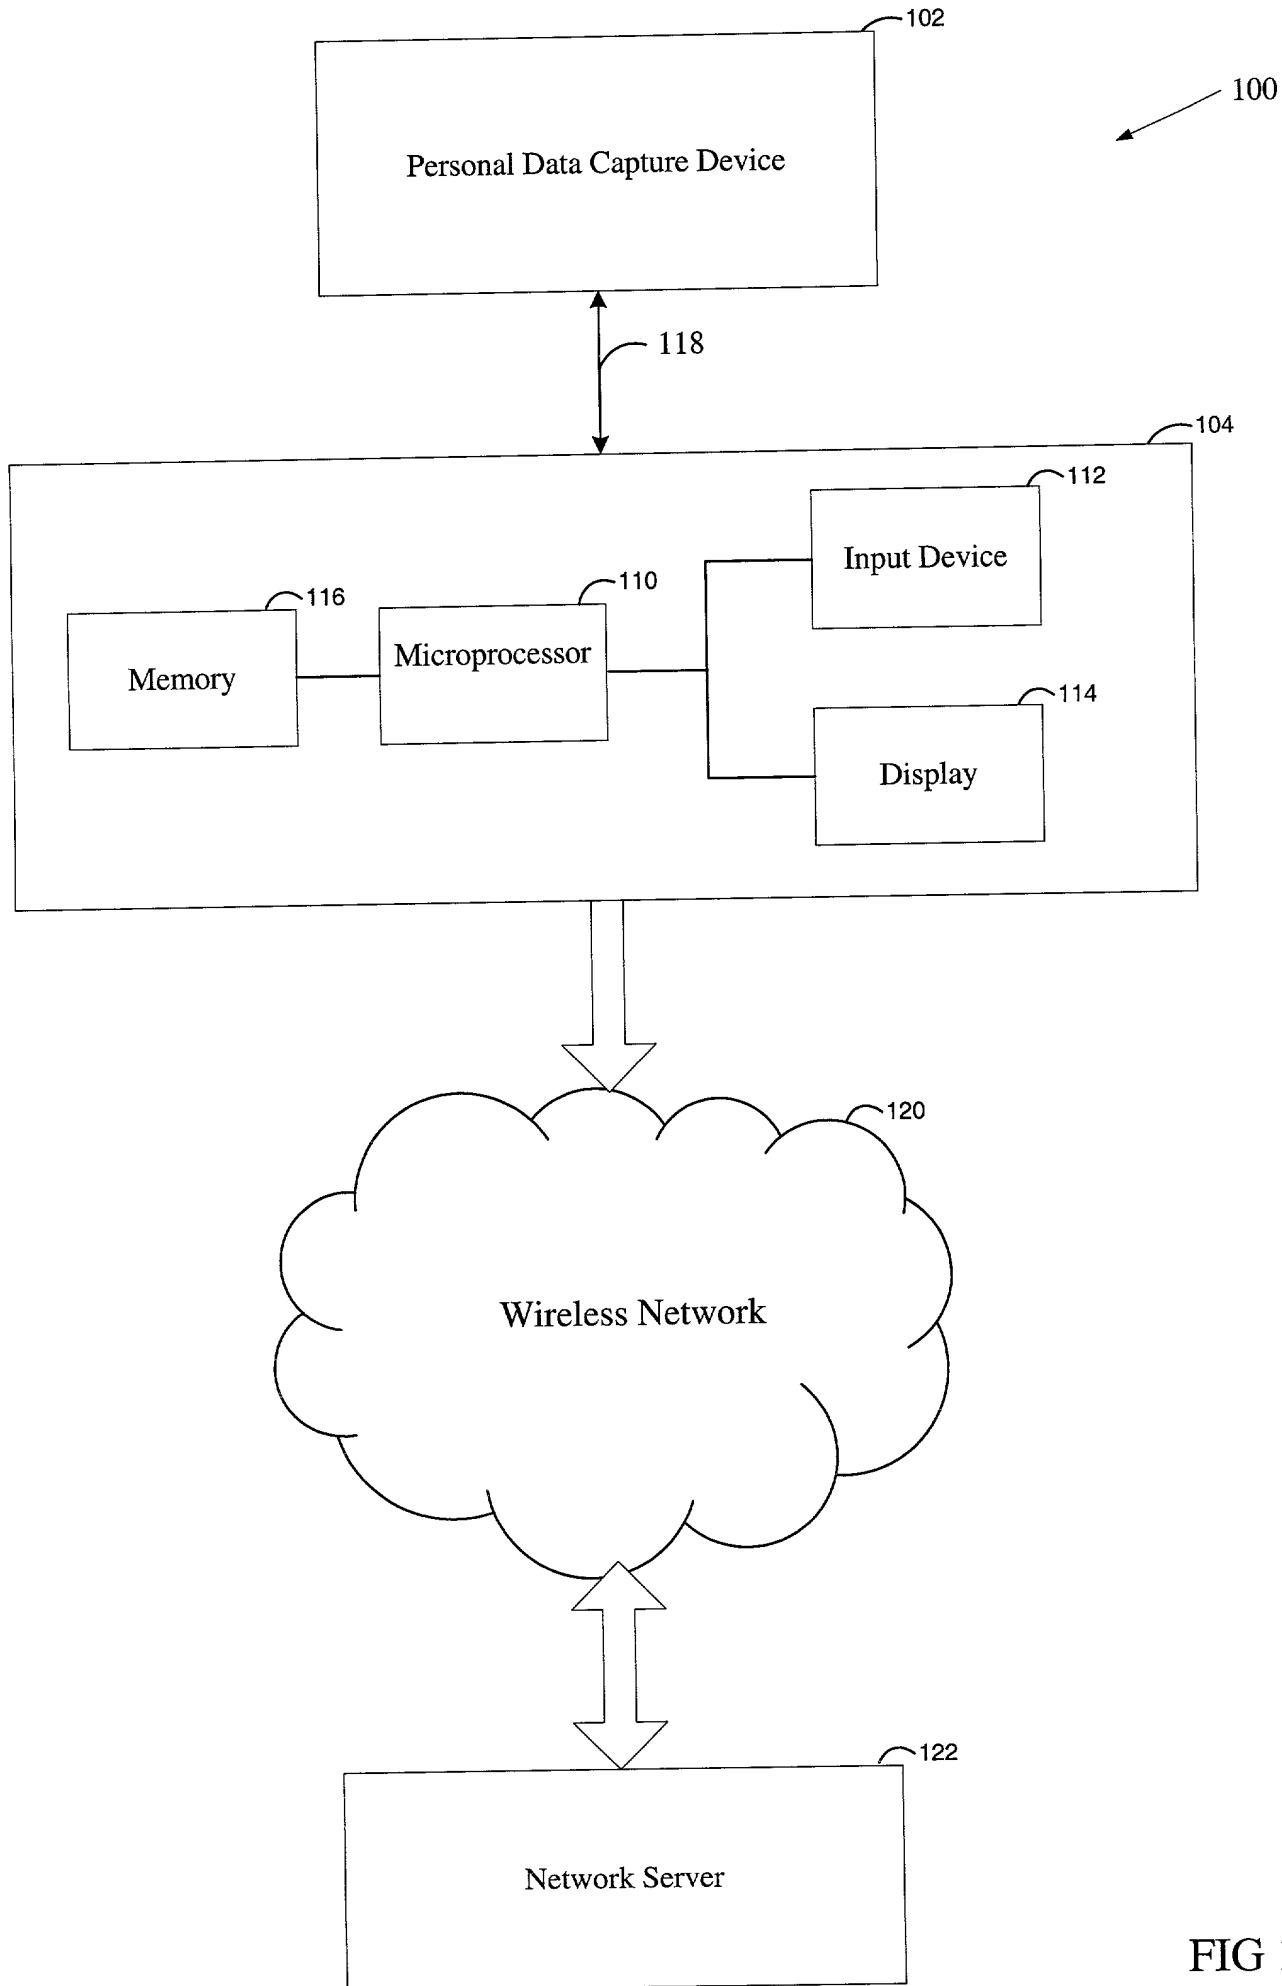 102
100
Personal Data Capture Device
118
104
112
Input Device
116
110
Memory
Microprocessor
114
Display
120
Wireless Network
122
Network Server
FIG